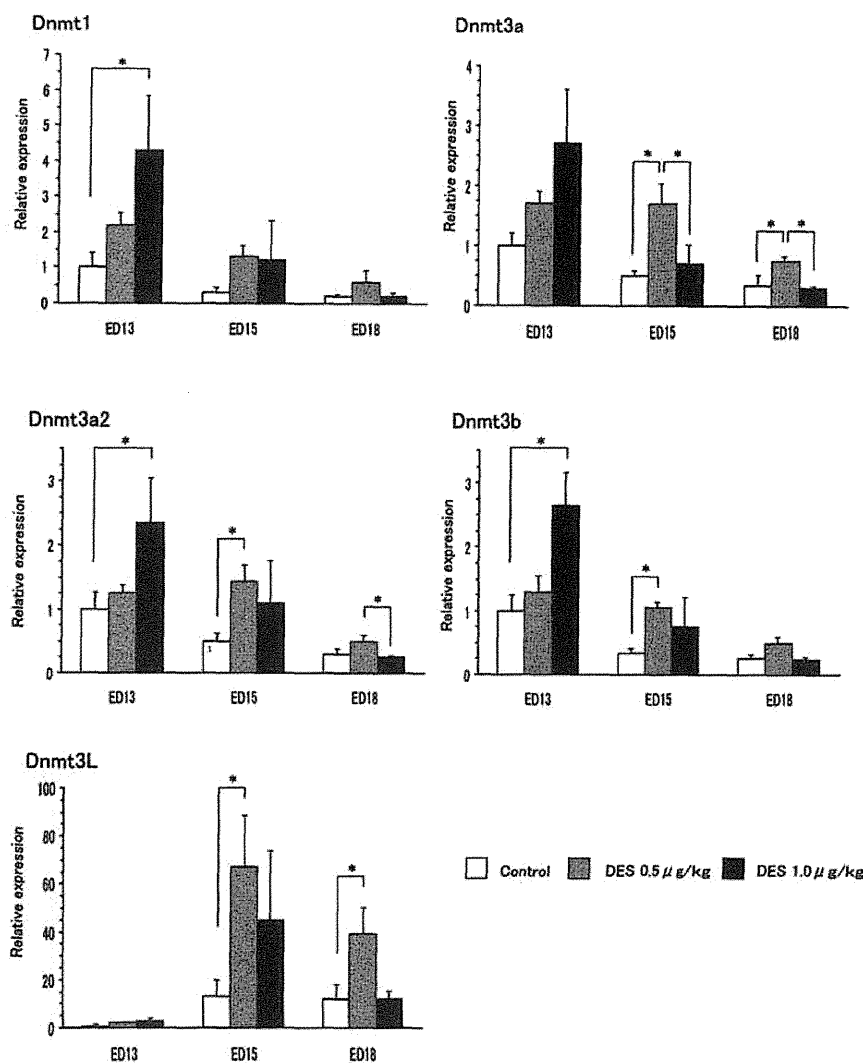 Dnmt1
Relative expression
7
6
5
4
3
2
1
0
*
ED13 ED15 ED18
Dnmt3a
Relative expression
4
3
2
1
0
* *
* *
ED13 ED15 ED18
Dnmt3a2
Relative expression
3
2
1
0
*
*
*
ED13 ED15 ED18
Dnmt3b
Relative expression
3
2
1
0
*
*
ED13 ED15 ED18
Dnmt3L
Relative expression
100
80
60
40
20
0
*
*
ED13 ED15 ED18
Control DES 0.5 μg/kg DES 1.0 μg/kg